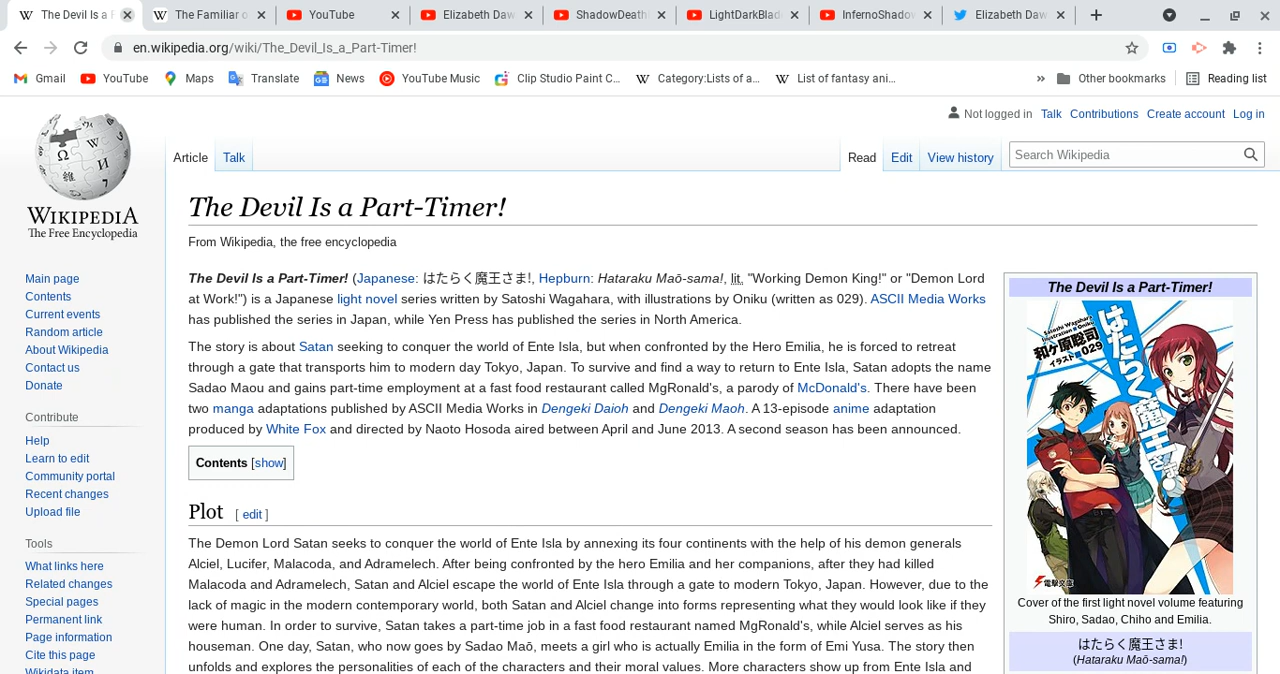 The Devil Is a P
The Familiar o
YouTube
Elizabeth Daw
ShadowDeath
LightDarkBlad
InfernoShadow
Elizabeth Daw
en.wikipedia.org/wiki/The_Devil_Is_a_Part-Timer!
Gmail
YouTube
Maps
Translate
News
YouTube Music
Clip Studio Paint C...
Category:Lists of a...
List of fantasy ani...
»
Other bookmarks
Reading list
Not logged in Talk Contributions Create account Log in
Article Talk
Read Edit View history
Search Wikipedia
WIKIPEDIA
The Free Encyclopedia
Main page
Contents
Current events
Random article
About Wikipedia
Contact us
Donate
Contribute
Help
Learn to edit
Community portal
Recent changes
Upload file
Tools
What links here
Related changes
Special pages
Permanent link
Page information
Cite this page
Wikidata item
The Devil Is a Part-Timer!
From Wikipedia, the free encyclopedia
The Devil Is a Part-Timer! (Japanese: はたらく魔王さま!, Hepburn: Hataraku Maō-sama!, lit. "Working Demon King!" or "Demon Lord
at Work!") is a Japanese light novel series written by Satoshi Wagahara, with illustrations by Oniku (written as 029). ASCII Media Works
has published the series in Japan, while Yen Press has published the series in North America.
The story is about Satan seeking to conquer the world of Ente Isla, but when confronted by the Hero Emilia, he is forced to retreat
through a gate that transports him to modern day Tokyo, Japan. To survive and find a way to return to Ente Isla, Satan adopts the name
Sadao Maou and gains part-time employment at a fast food restaurant called MgRonald's, a parody of McDonald's. There have been
two manga adaptations published by ASCII Media Works in Dengeki Daioh and Dengeki Maoh. A 13-episode anime adaptation
produced by White Fox and directed by Naoto Hosoda aired between April and June 2013. A second season has been announced.
Contents [show]
Plot [ edit ]
The Demon Lord Satan seeks to conquer the world of Ente Isla by annexing its four continents with the help of his demon generals
Alciel, Lucifer, Malacoda, and Adramelech. After being confronted by the hero Emilia and her companions, after they had killed
Malacoda and Adramelech, Satan and Alciel escape the world of Ente Isla through a gate to modern Tokyo, Japan. However, due to the
lack of magic in the modern contemporary world, both Satan and Alciel change into forms representing what they would look like if they
were human. In order to survive, Satan takes a part-time job in a fast food restaurant named MgRonald's, while Alciel serves as his
houseman. One day, Satan, who now goes by Sadao Maō, meets a girl who is actually Emilia in the form of Emi Yusa. The story then
unfolds and explores the personalities of each of the characters and their moral values. More characters show up from Ente Isla and
The Devil Is a Part-Timer!
Satoshi Wagahara
Illustration Oniku
和ヶ原聡司
イラスト 029
はたらく魔王さま!
電撃文庫
Cover of the first light novel volume featuring
Shiro, Sadao, Chiho and Emilia.
はたらく魔王さま!
(Hataraku Maō-sama!)